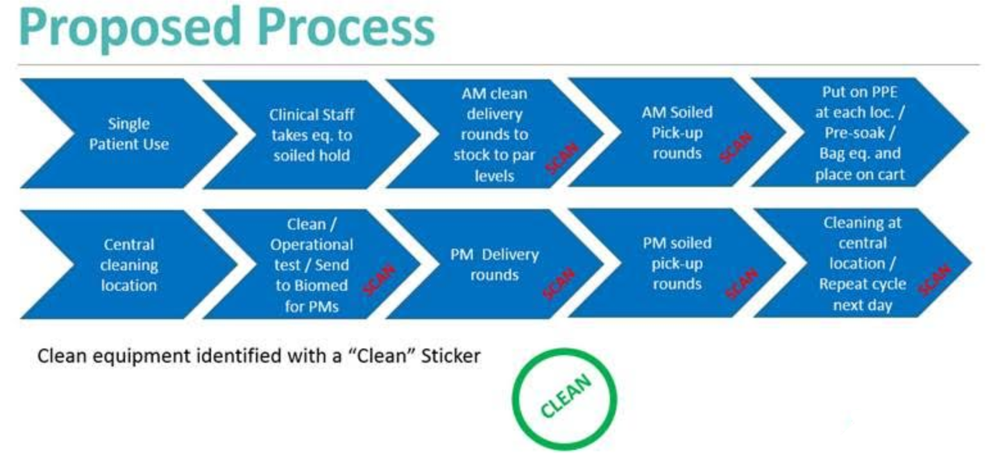 Proposed Process
Single
Patient Use
Clinical Staff
takes eq. to
soiled hold
AM clean
delivery
rounds to
stock to par
levels
SCAN
AM Soiled
Pick-up
rounds
SCAN
Put on PPE
at each loc. /
Pre-soak /
Bag eq. and
place on cart
Central
cleaning
location
Clean /
Operational
test / Send
to Biomed
for PMs
SCAN
PM Delivery
rounds
SCAN
PM soiled
pick-up
rounds
SCAN
Cleaning at
central
location /
Repeat cycle
next day
SCAN
Clean equipment identified with a “Clean” Sticker
CLEAN